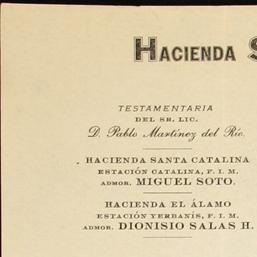 HACIENDA S
TESTAMENTARIA
DEL SR. LIC.
D. Pablo Martínez del Río.
HACIENDA SANTA CATALINA
ESTACIÓN CATALINA, F. I. M.
ADMOR. MIGUEL SOTO.
HACIENDA EL ÁLAMO
ESTACIÓN YERBANÍS, F. I. M.
ADMOR. DIONISIO SALAS H.